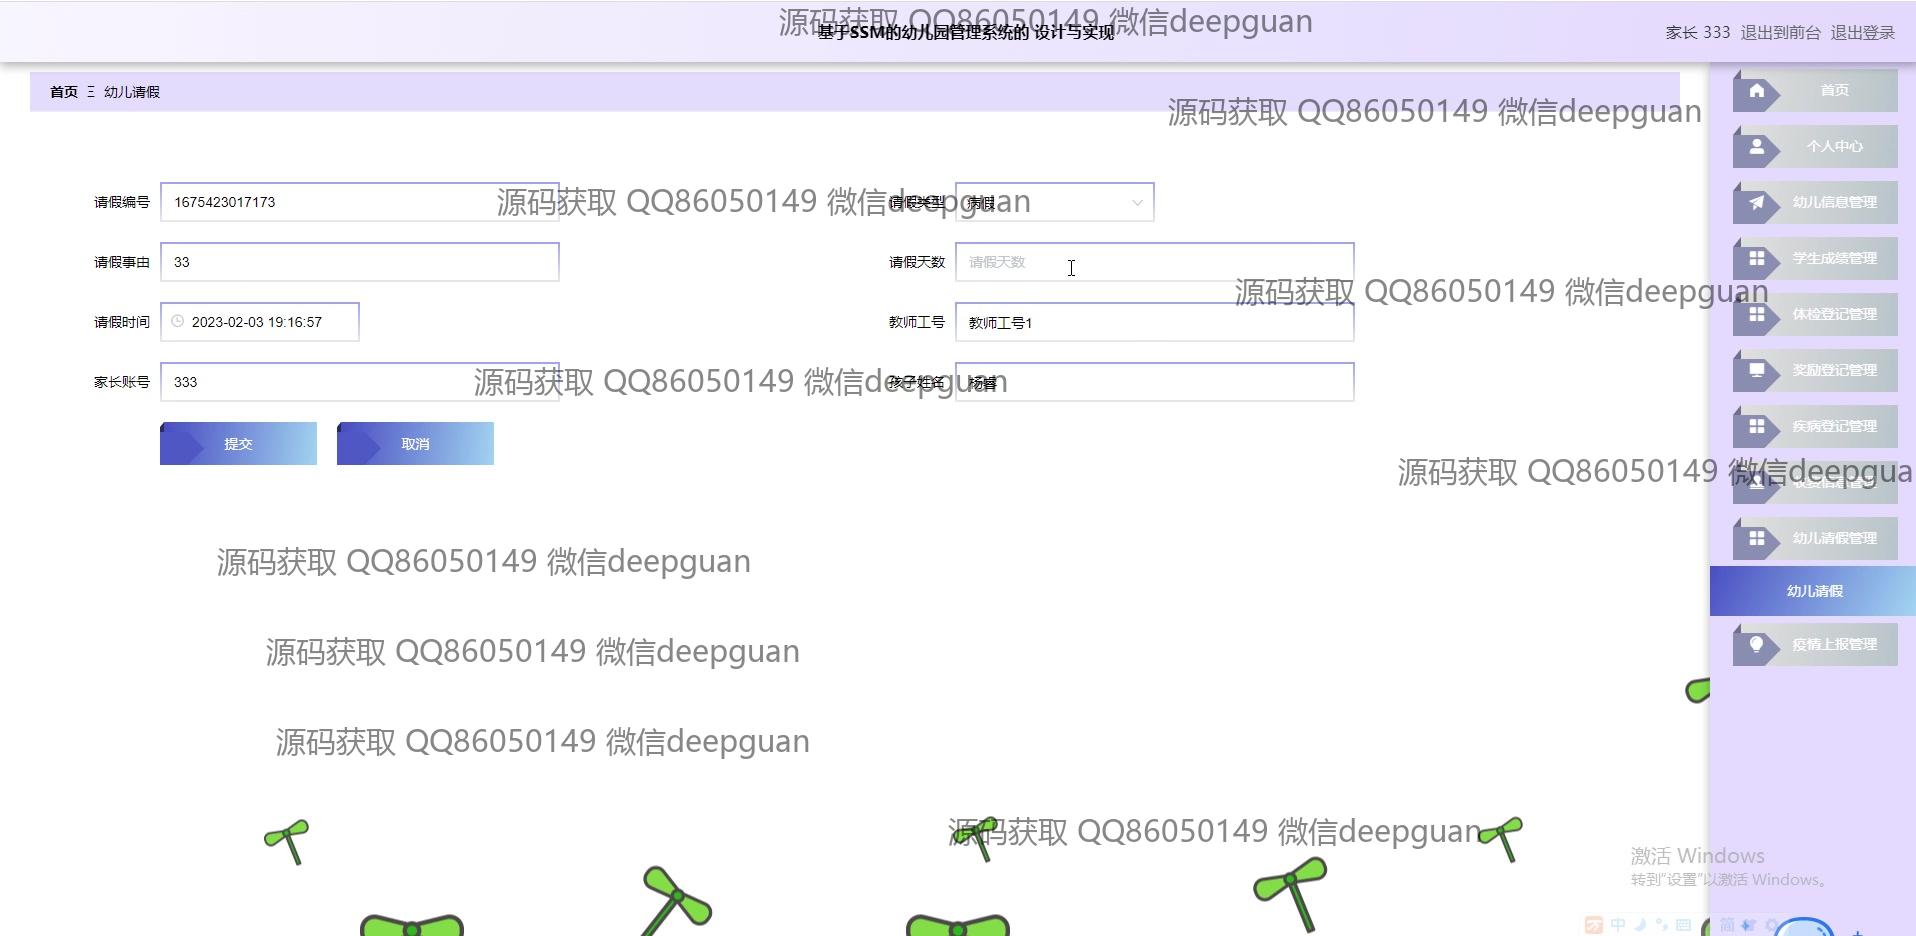 源码获取 QQ86050149 微信deepguan
基于SSM的幼儿园管理系统的 设计与实现
家长 333 退出到前台 退出登录
首页 Ξ 幼儿请假
源码获取 QQ86050149 微信deepguan
首页
个人中心
请假编号 1675423017173
源码获取 QQ86050149 微信deepguan
请假类型 病假
幼儿信息管理
请假事由 33
请假天数 请假天数
学生成绩管理
源码获取 QQ86050149 微信deepguan
请假时间 2023-02-03 19:16:57
教师工号 教师工号1
体检登记管理
家长账号 333
源码获取 QQ86050149 微信deepguan
孩子姓名
奖励登记管理
提交 取消
疾病登记管理
源码获取 QQ86050149 微信deepgua
幼儿请假管理
源码获取 QQ86050149 微信deepguan
幼儿请假
源码获取 QQ86050149 微信deepguan
疫情上报管理
源码获取 QQ86050149 微信deepguan
源码获取 QQ86050149 微信deepguan
激活 Windows
转到"设置"以激活 Windows。
中 简